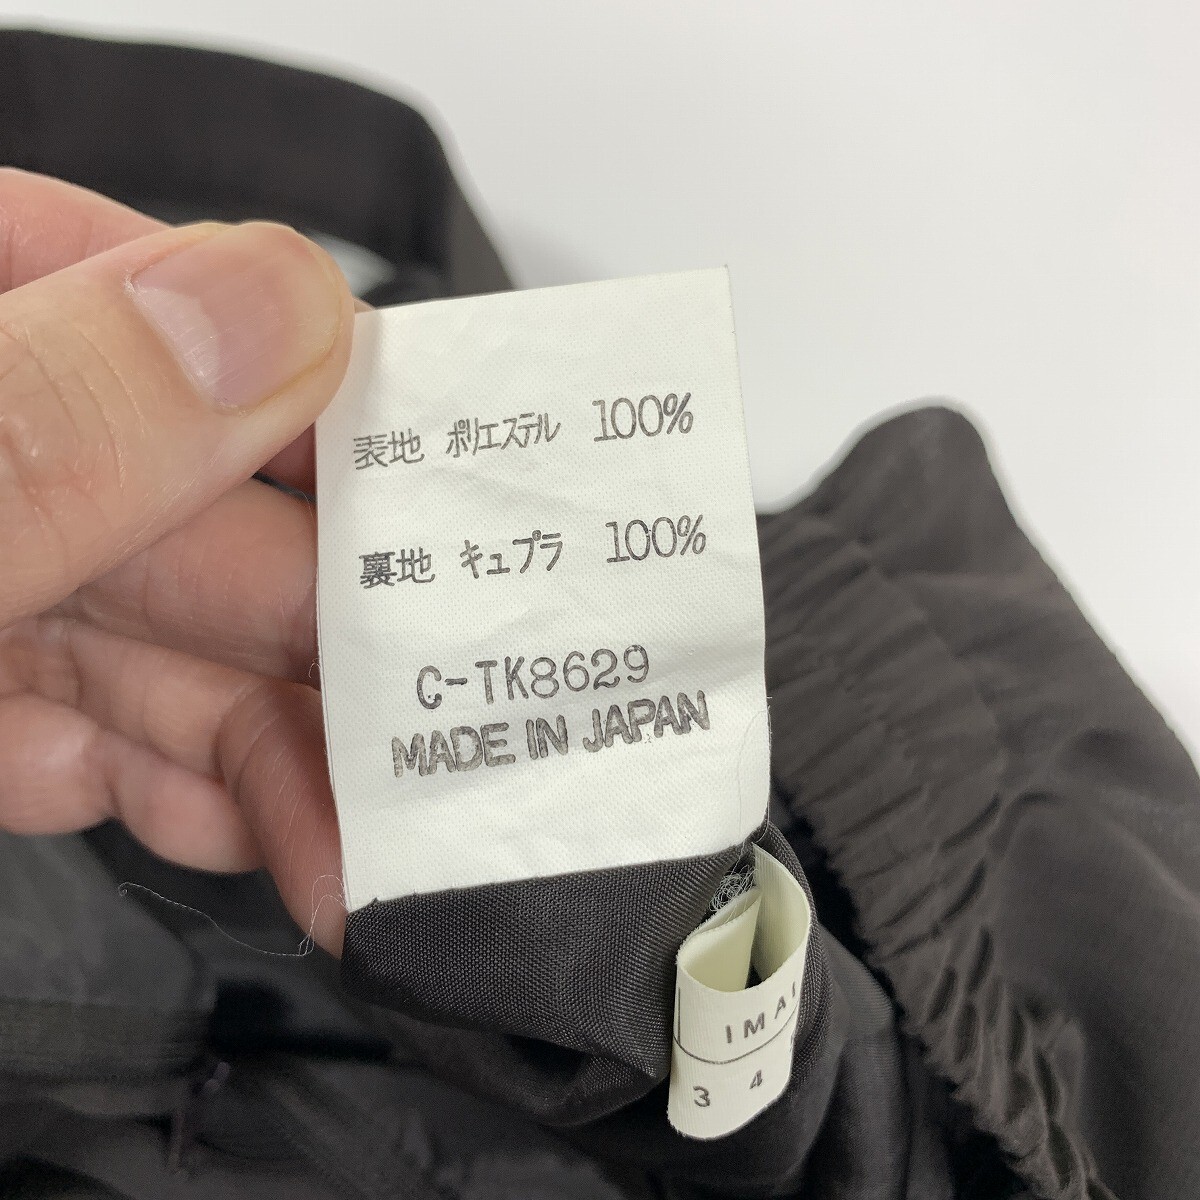 表地 ポリエステル 100%
裏地 キュプラ 100%
C-TK8629
MADE IN JAPAN
IMAI
3 4